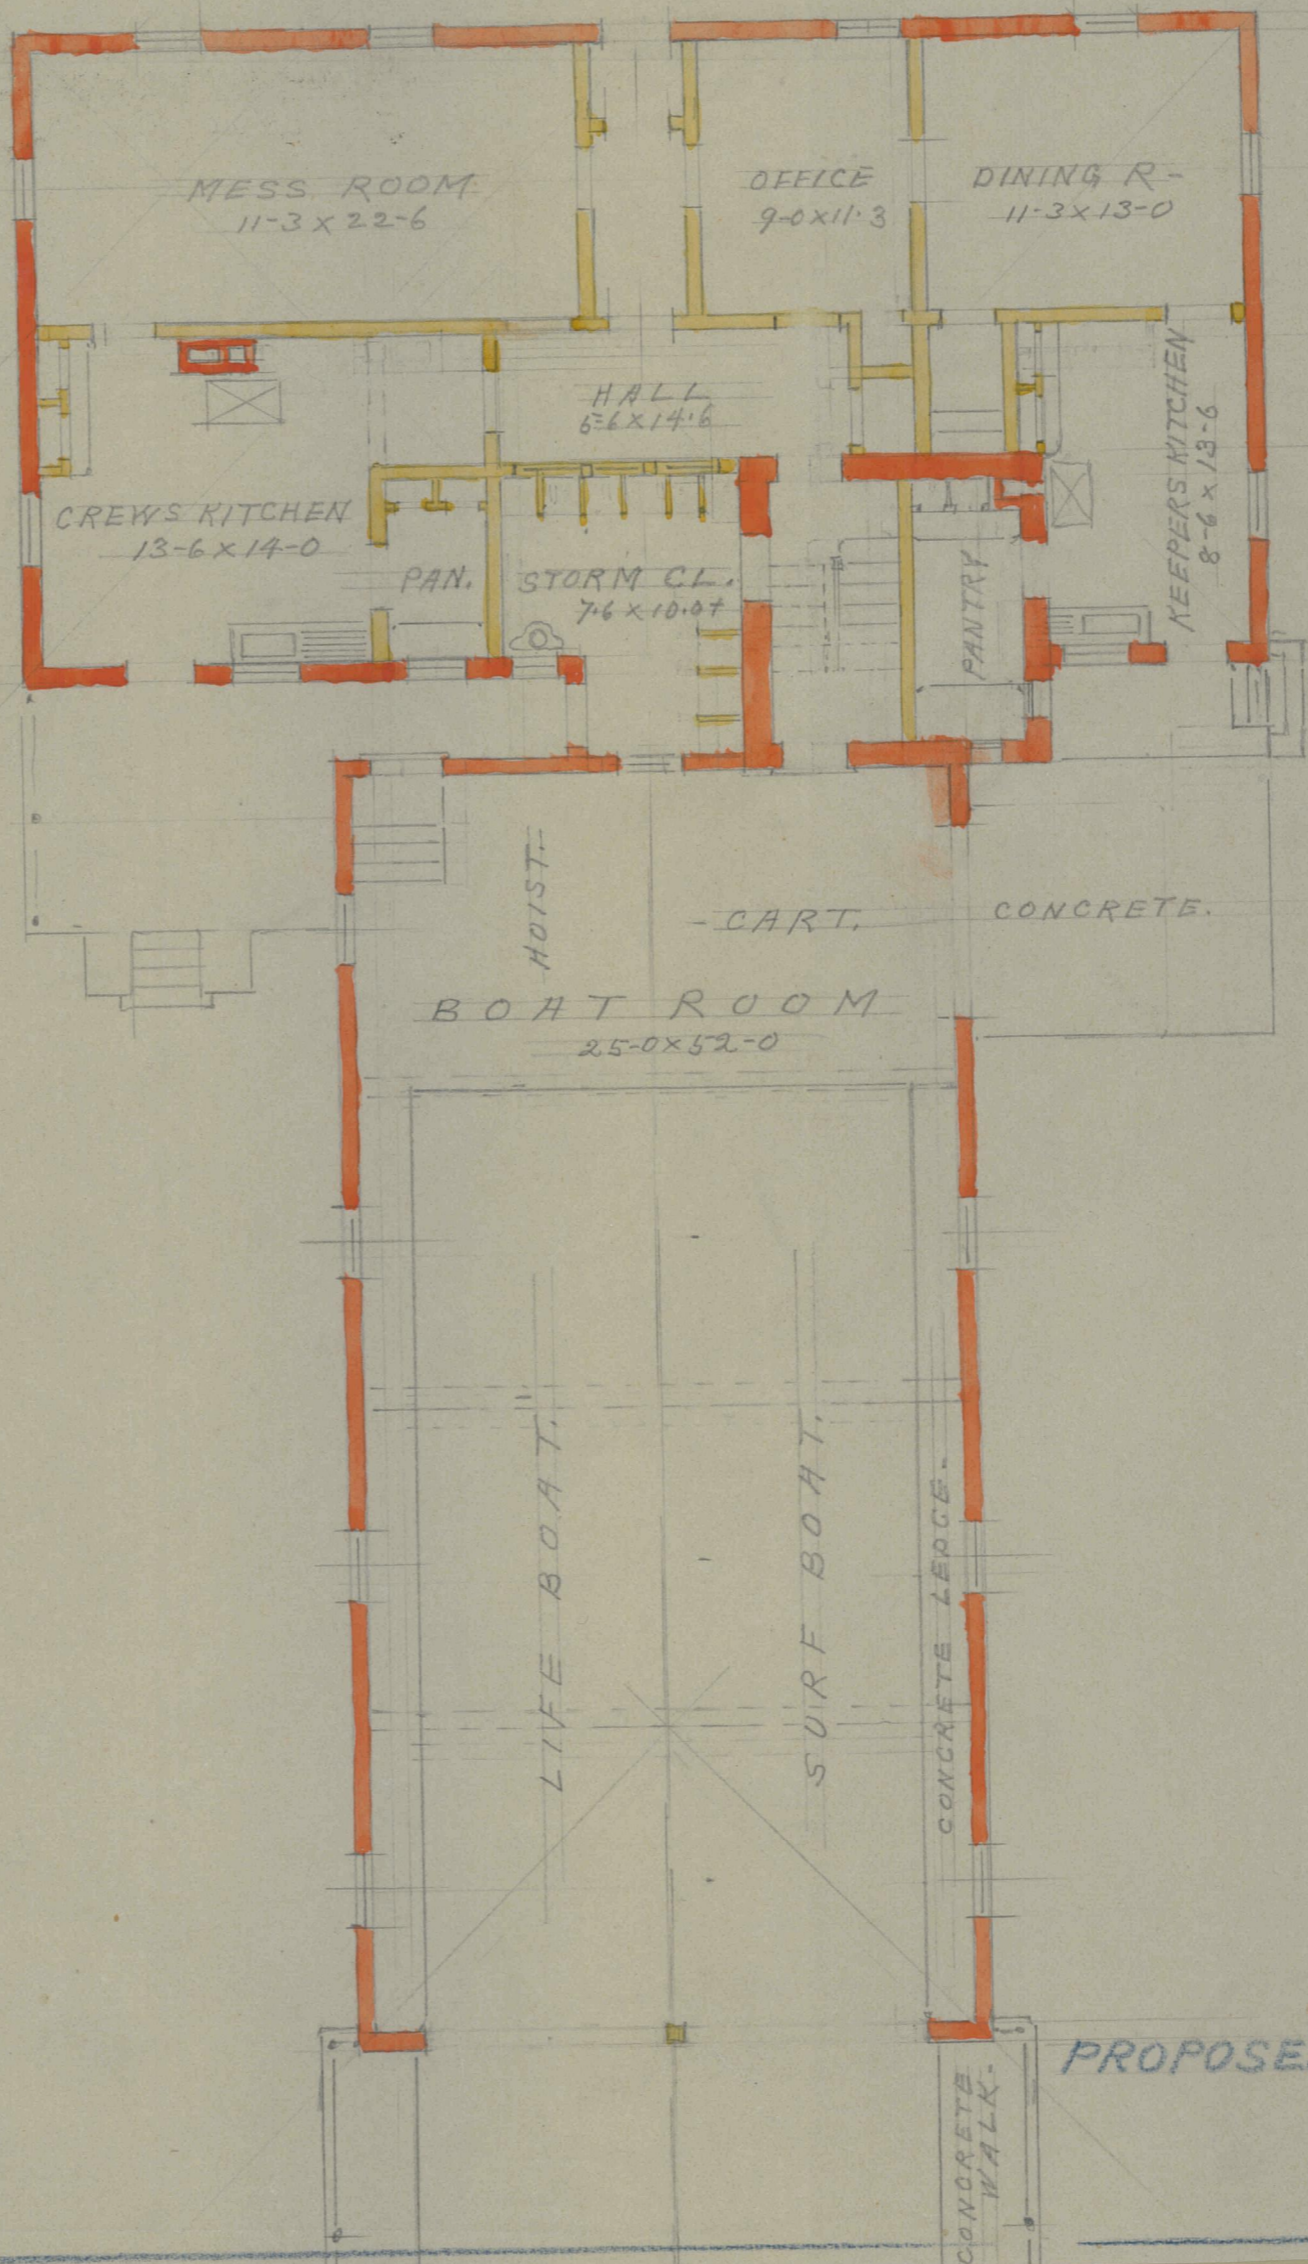 MESS ROOM
11-3 X 22-6
OFFICE
9-0 X 11·3
DINING R-
11-3 X 13-0
HALL
6-6 X 14·6
KEEPERS KITCHEN
8-6 X 13-6
CREWS KITCHEN
13-6 X 14-0
PAN.
STORM CL.
7·6 X 10·0+
PANTRY
HOIST.
- CART.
CONCRETE.
BOAT ROOM
25-0 X 52-0
LIFE BOAT.
SURF BOAT.
CONCRETE LEDGE.
PROPOSE
CONCRETE
WALK.